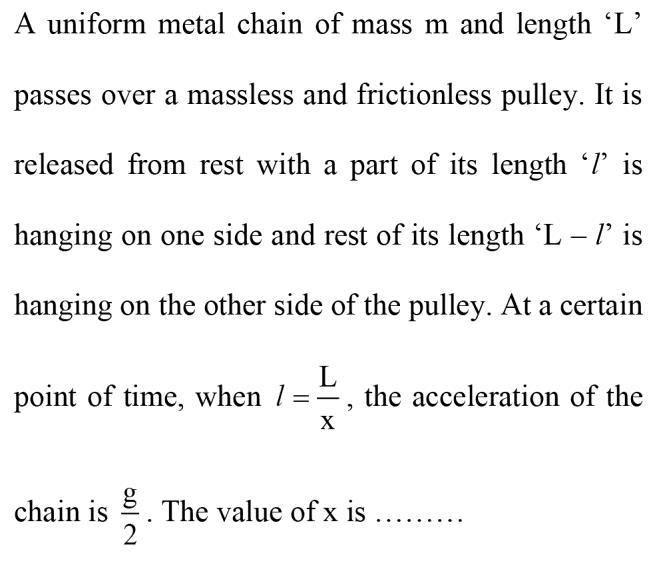 A uniform metal chain of mass m and length ‘L’
passes over a massless and frictionless pulley. It is
released from rest with a part of its length ‘l’ is
hanging on one side and rest of its length ‘L – l’ is
hanging on the other side of the pulley. At a certain
point of time, when l = L/x, the acceleration of the
chain is g/2. The value of x is ………